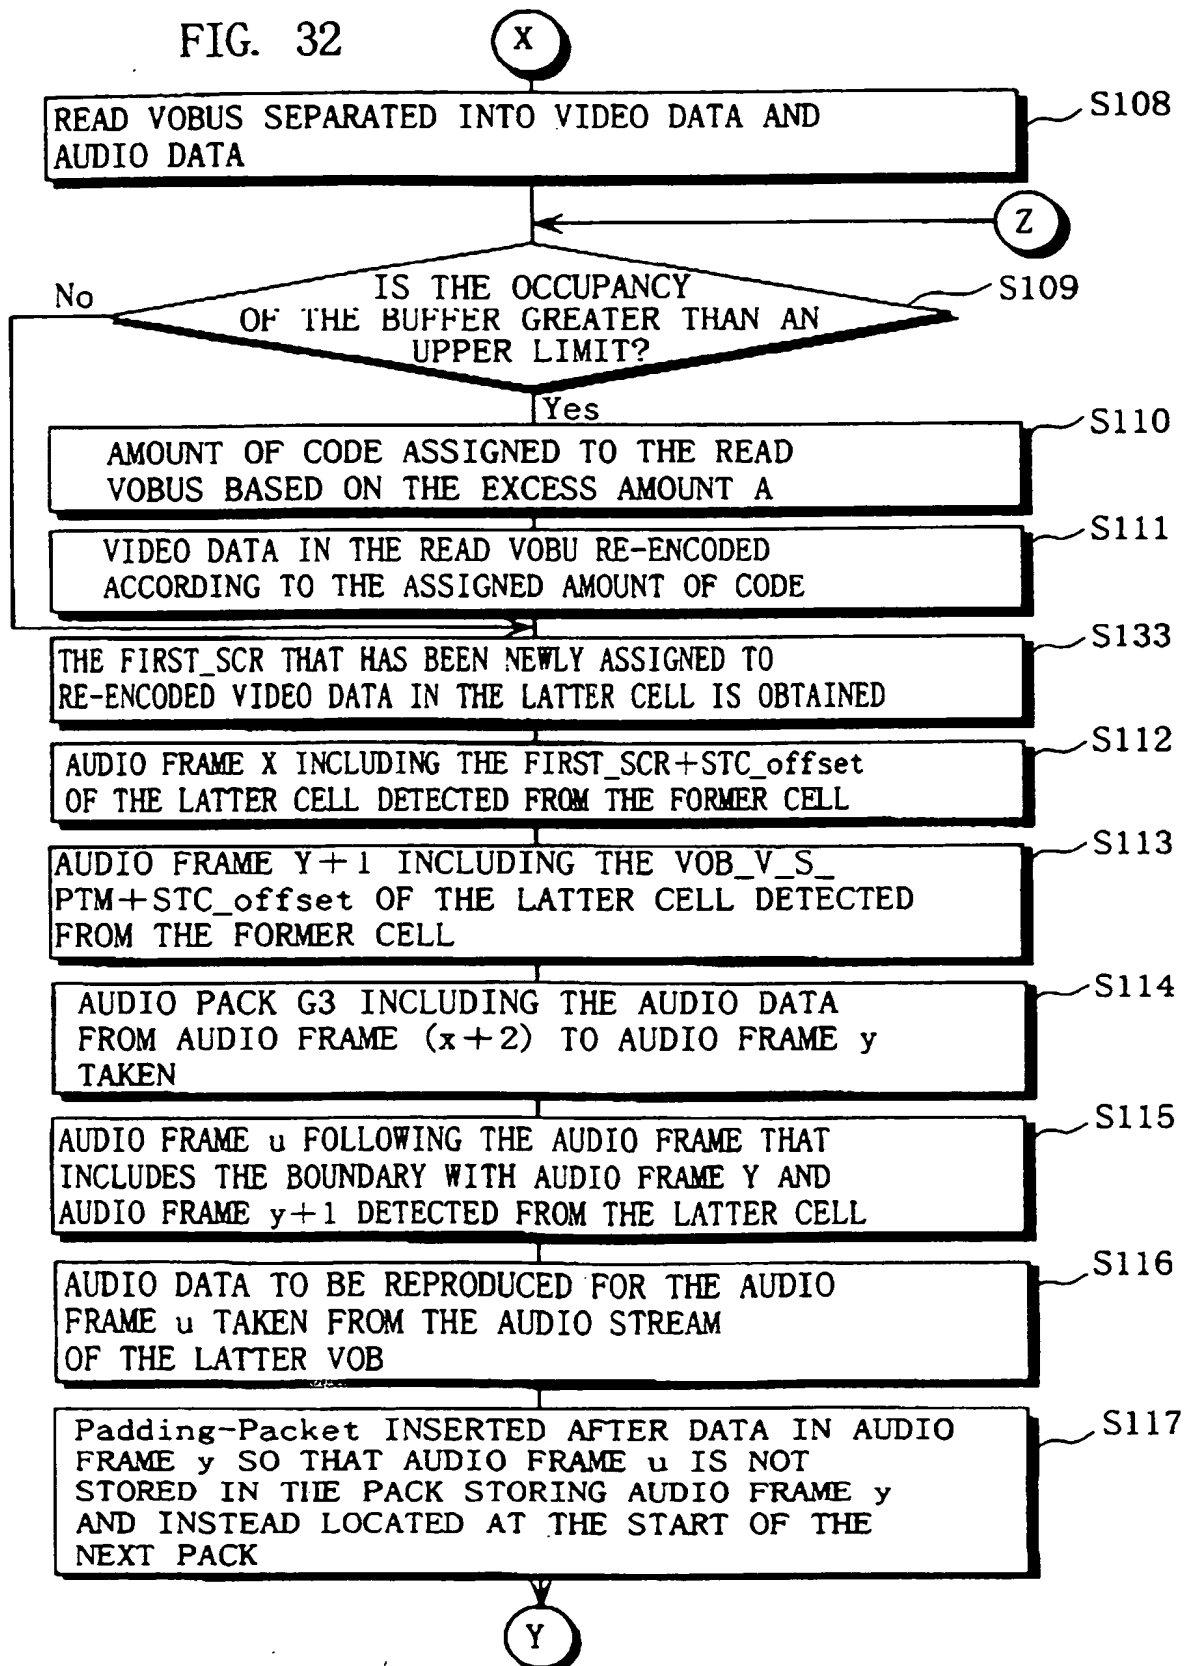 FIG. 32
X
READ VOBUS SEPARATED INTO VIDEO DATA AND
AUDIO DATA
S108
Z
IS THE OCCUPANCY
OF THE BUFFER GREATER THAN AN
UPPER LIMIT?
S109
No
Yes
AMOUNT OF CODE ASSIGNED TO THE READ
VOBUS BASED ON THE EXCESS AMOUNT A
S110
VIDEO DATA IN THE READ VOBU RE-ENCODED
ACCORDING TO THE ASSIGNED AMOUNT OF CODE
S111
THE FIRST_SCR THAT HAS BEEN NEWLY ASSIGNED TO
RE-ENCODED VIDEO DATA IN THE LATTER CELL IS OBTAINED
S133
AUDIO FRAME X INCLUDING THE FIRST_SCR+STC_offset
OF THE LATTER CELL DETECTED FROM THE FORMER CELL
S112
AUDIO FRAME Y+1 INCLUDING THE VOB_V_S_
PTM+STC_offset OF THE LATTER CELL DETECTED
FROM THE FORMER CELL
S113
AUDIO PACK G3 INCLUDING THE AUDIO DATA
FROM AUDIO FRAME (x+2) TO AUDIO FRAME y
TAKEN
S114
AUDIO FRAME u FOLLOWING THE AUDIO FRAME THAT
INCLUDES THE BOUNDARY WITH AUDIO FRAME Y AND
AUDIO FRAME y+1 DETECTED FROM THE LATTER CELL
S115
AUDIO DATA TO BE REPRODUCED FOR THE AUDIO
FRAME u TAKEN FROM THE AUDIO STREAM
OF THE LATTER VOB
S116
Padding-Packet INSERTED AFTER DATA IN AUDIO
FRAME y SO THAT AUDIO FRAME u IS NOT
STORED IN THE PACK STORING AUDIO FRAME y
AND INSTEAD LOCATED AT THE START OF THE
NEXT PACK
S117
Y